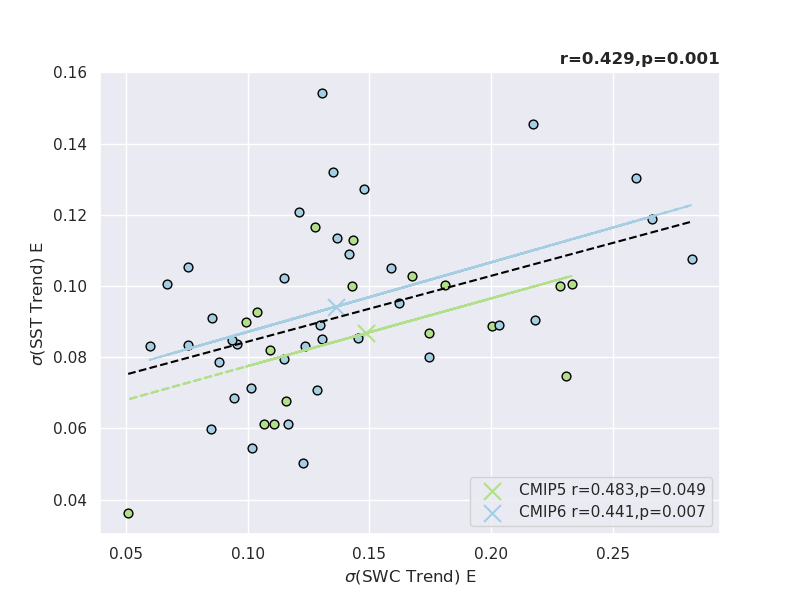 r=0.429,p=0.001
0.16
0.14
0.12
0.10
0.08
0.06
0.04
σ(SST Trend) E
CMIP5 r=0.483,p=0.049
CMIP6 r=0.441,p=0.007
0.05 0.10 0.15 0.20 0.25
σ(SWC Trend) E